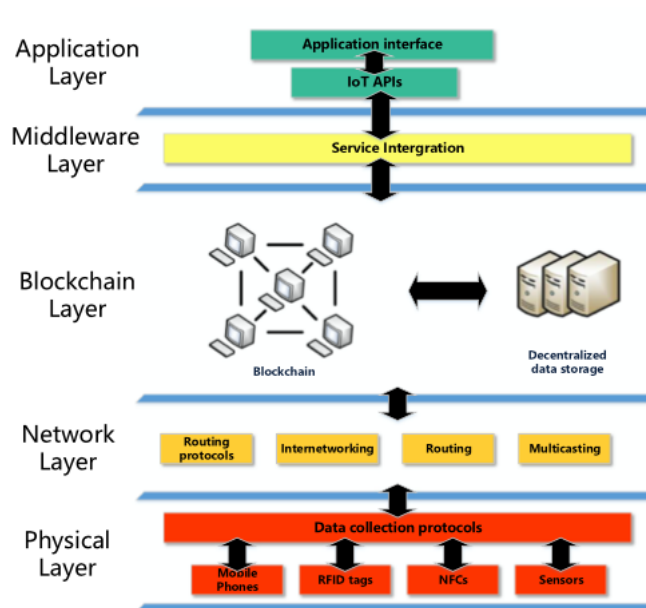 Application
Layer
Application interface
IoT APIs
Middleware
Layer
Service Intergration
Blockchain
Layer
Blockchain
Decentralized
data storage
Network
Layer
Routing
protocols
Internetworking
Routing
Multicasting
Physical
Layer
Data collection protocols
Mobile
Phones
RFID tags
NFCs
Sensors